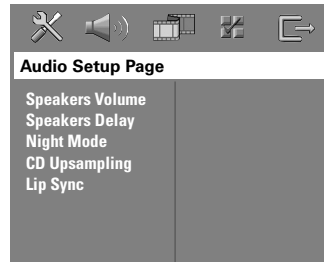 Audio Setup Page
Speakers Volume
Speakers Delay
Night Mode
CD Upsampling
Lip Sync